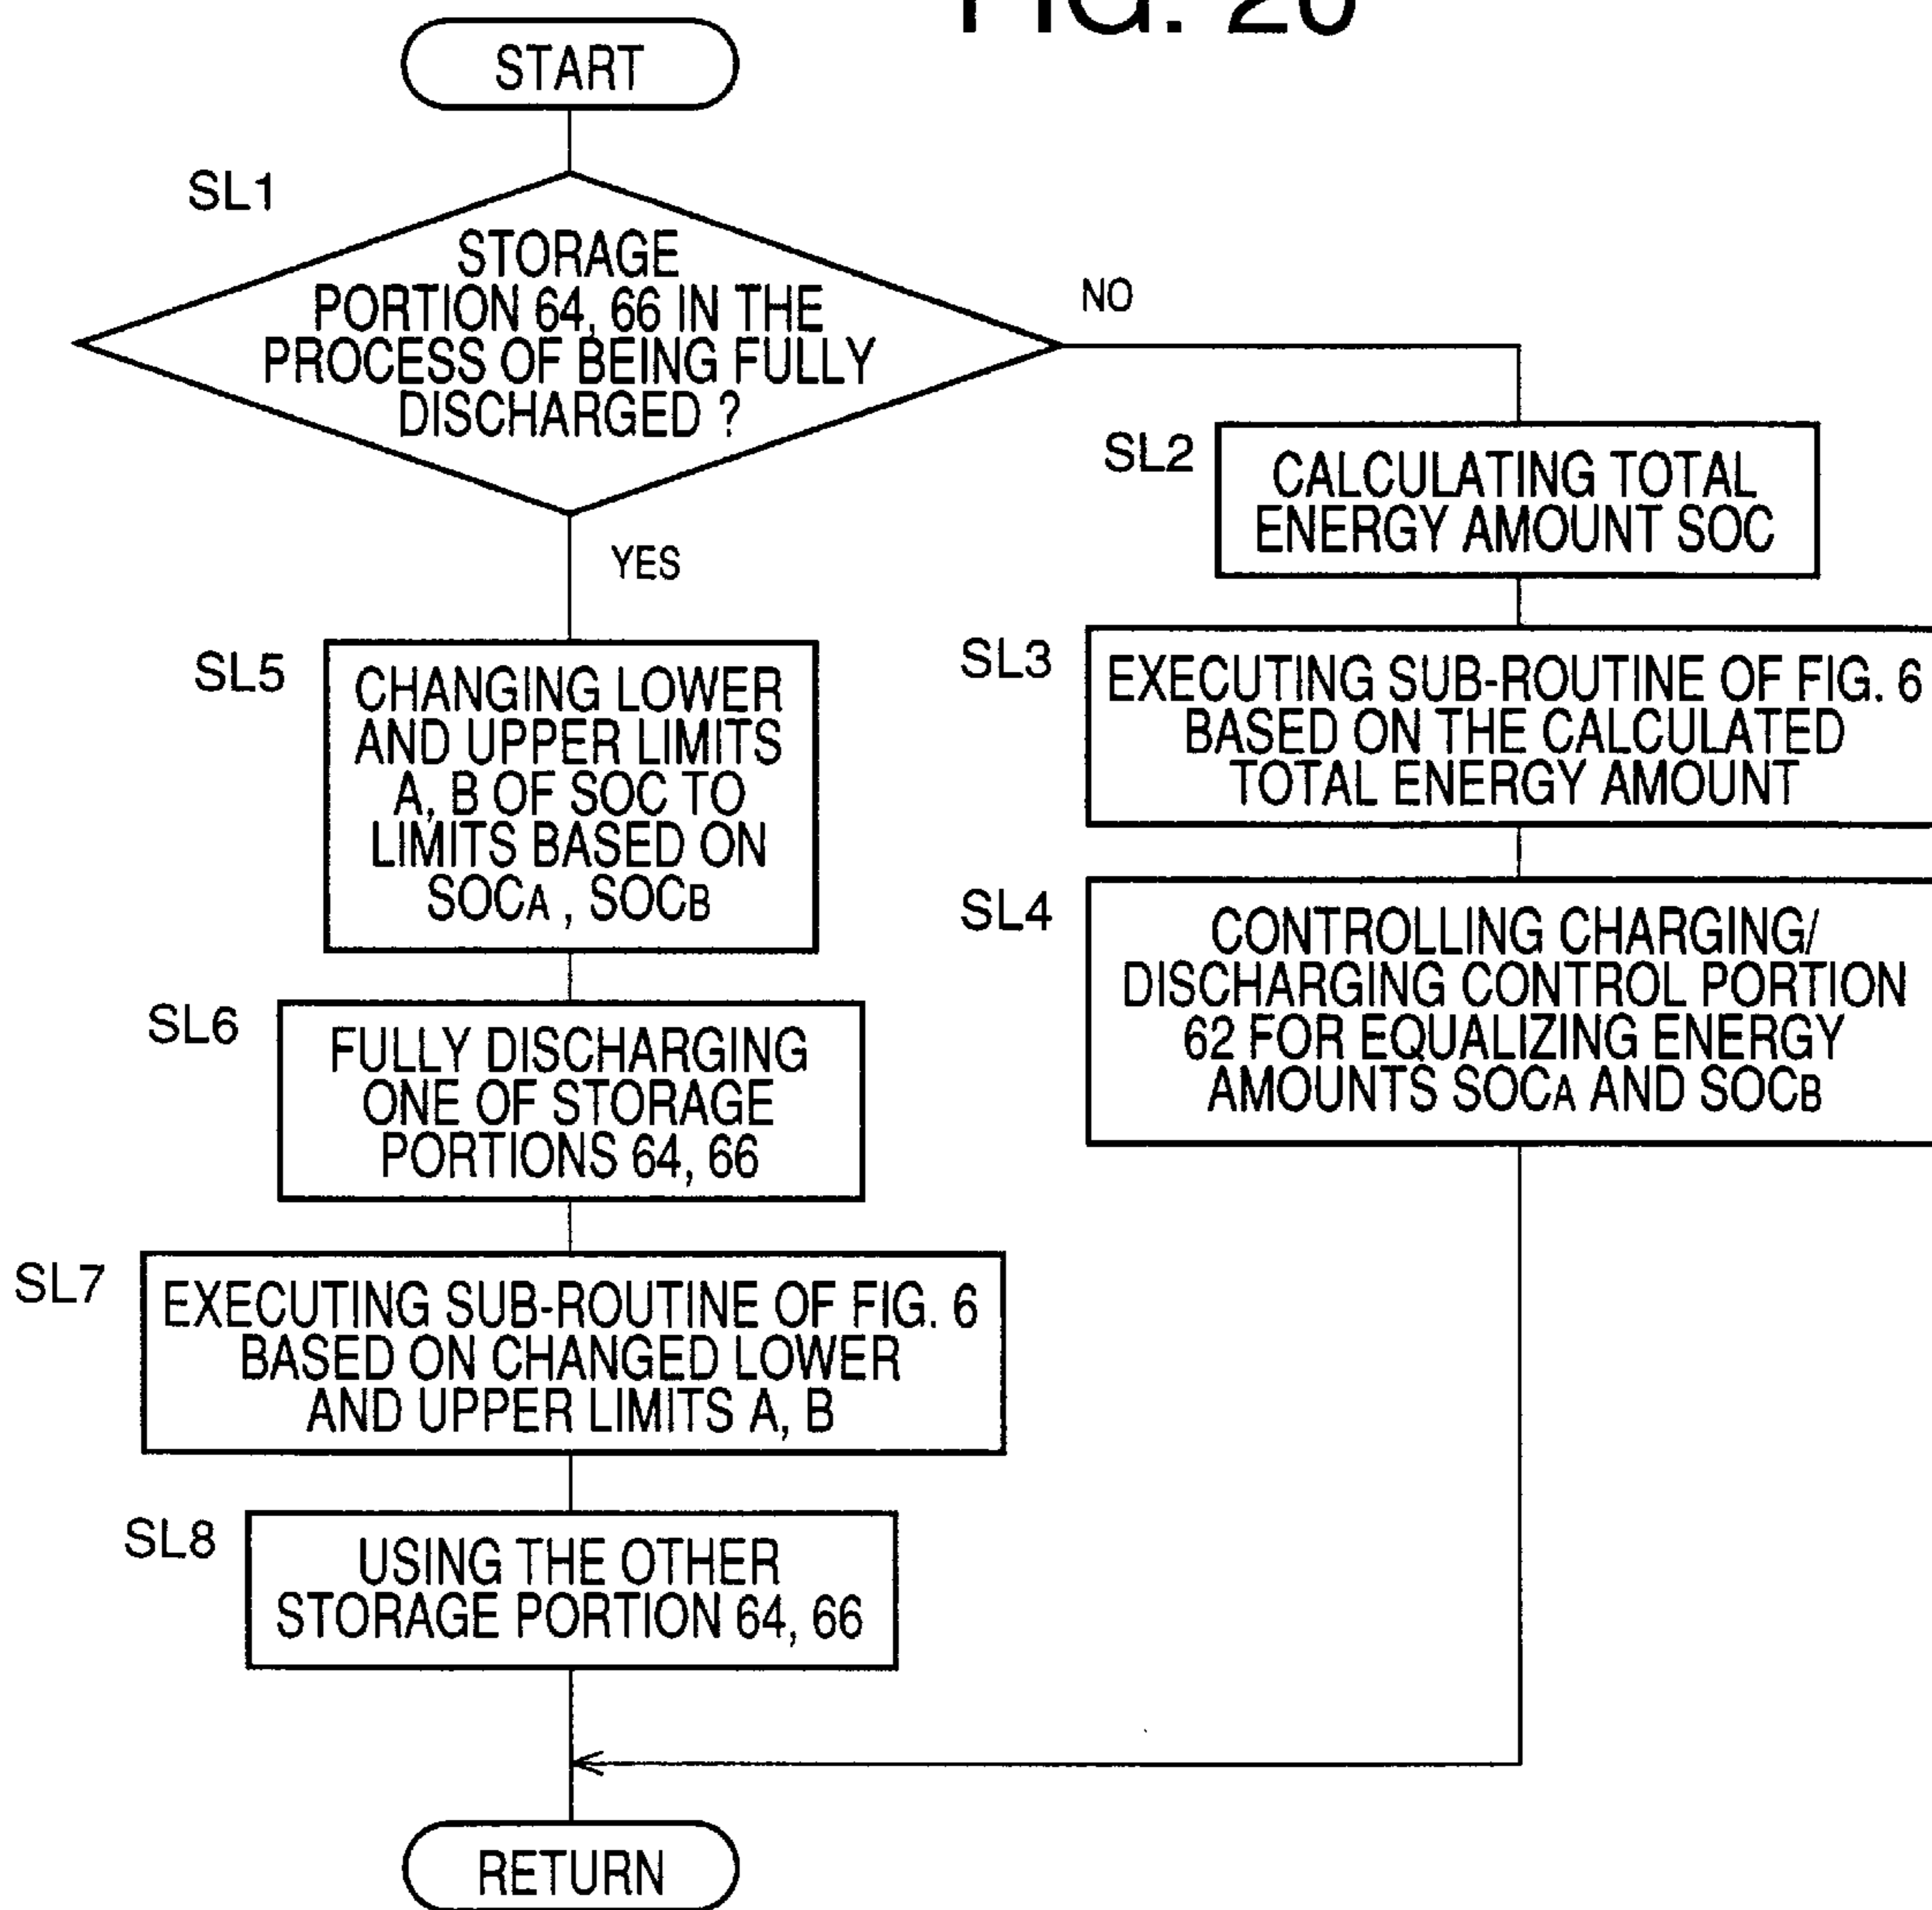 FIG. 20
START
SL1
STORAGE
PORTION 64, 66 IN THE
PROCESS OF BEING FULLY
DISCHARGED ?
NO
YES
SL2
CALCULATING TOTAL
ENERGY AMOUNT SOC
SL3
EXECUTING SUB-ROUTINE OF FIG. 6
BASED ON THE CALCULATED
TOTAL ENERGY AMOUNT
SL4
CONTROLLING CHARGING/
DISCHARGING CONTROL PORTION
62 FOR EQUALIZING ENERGY
AMOUNTS SOCA AND SOCB
SL5
CHANGING LOWER
AND UPPER LIMITS
A, B OF SOC TO
LIMITS BASED ON
SOCA , SOCB
SL6
FULLY DISCHARGING
ONE OF STORAGE
PORTIONS 64, 66
SL7
EXECUTING SUB-ROUTINE OF FIG. 6
BASED ON CHANGED LOWER
AND UPPER LIMITS A, B
SL8
USING THE OTHER
STORAGE PORTION 64, 66
RETURN